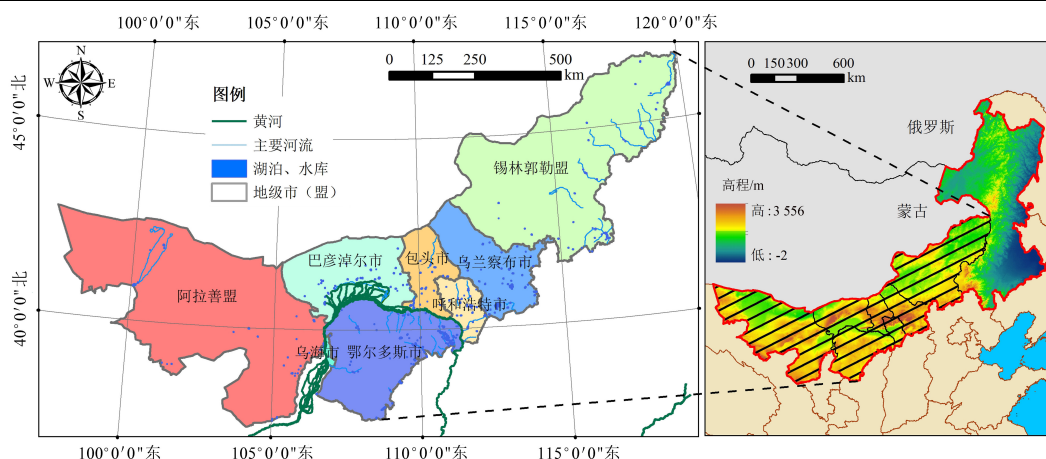 100°0′0″东 105°0′0″东 110°0′0″东 115°0′0″东 120°0′0″东
N
W E
S
0 125 250 500
km
图例
黄河
主要河流
湖泊、水库
地级市（盟）
45°0′0″北
40°0′0″北
锡林郭勒盟
巴彦淖尔市
包头市
乌兰察布市
阿拉善盟
呼和浩特市
乌海市
鄂尔多斯市
100°0′0″东 105°0′0″东 110°0′0″东 115°0′0″东
0 150 300 600
km
俄罗斯
蒙古
高程/m
高：3 556
低：-2